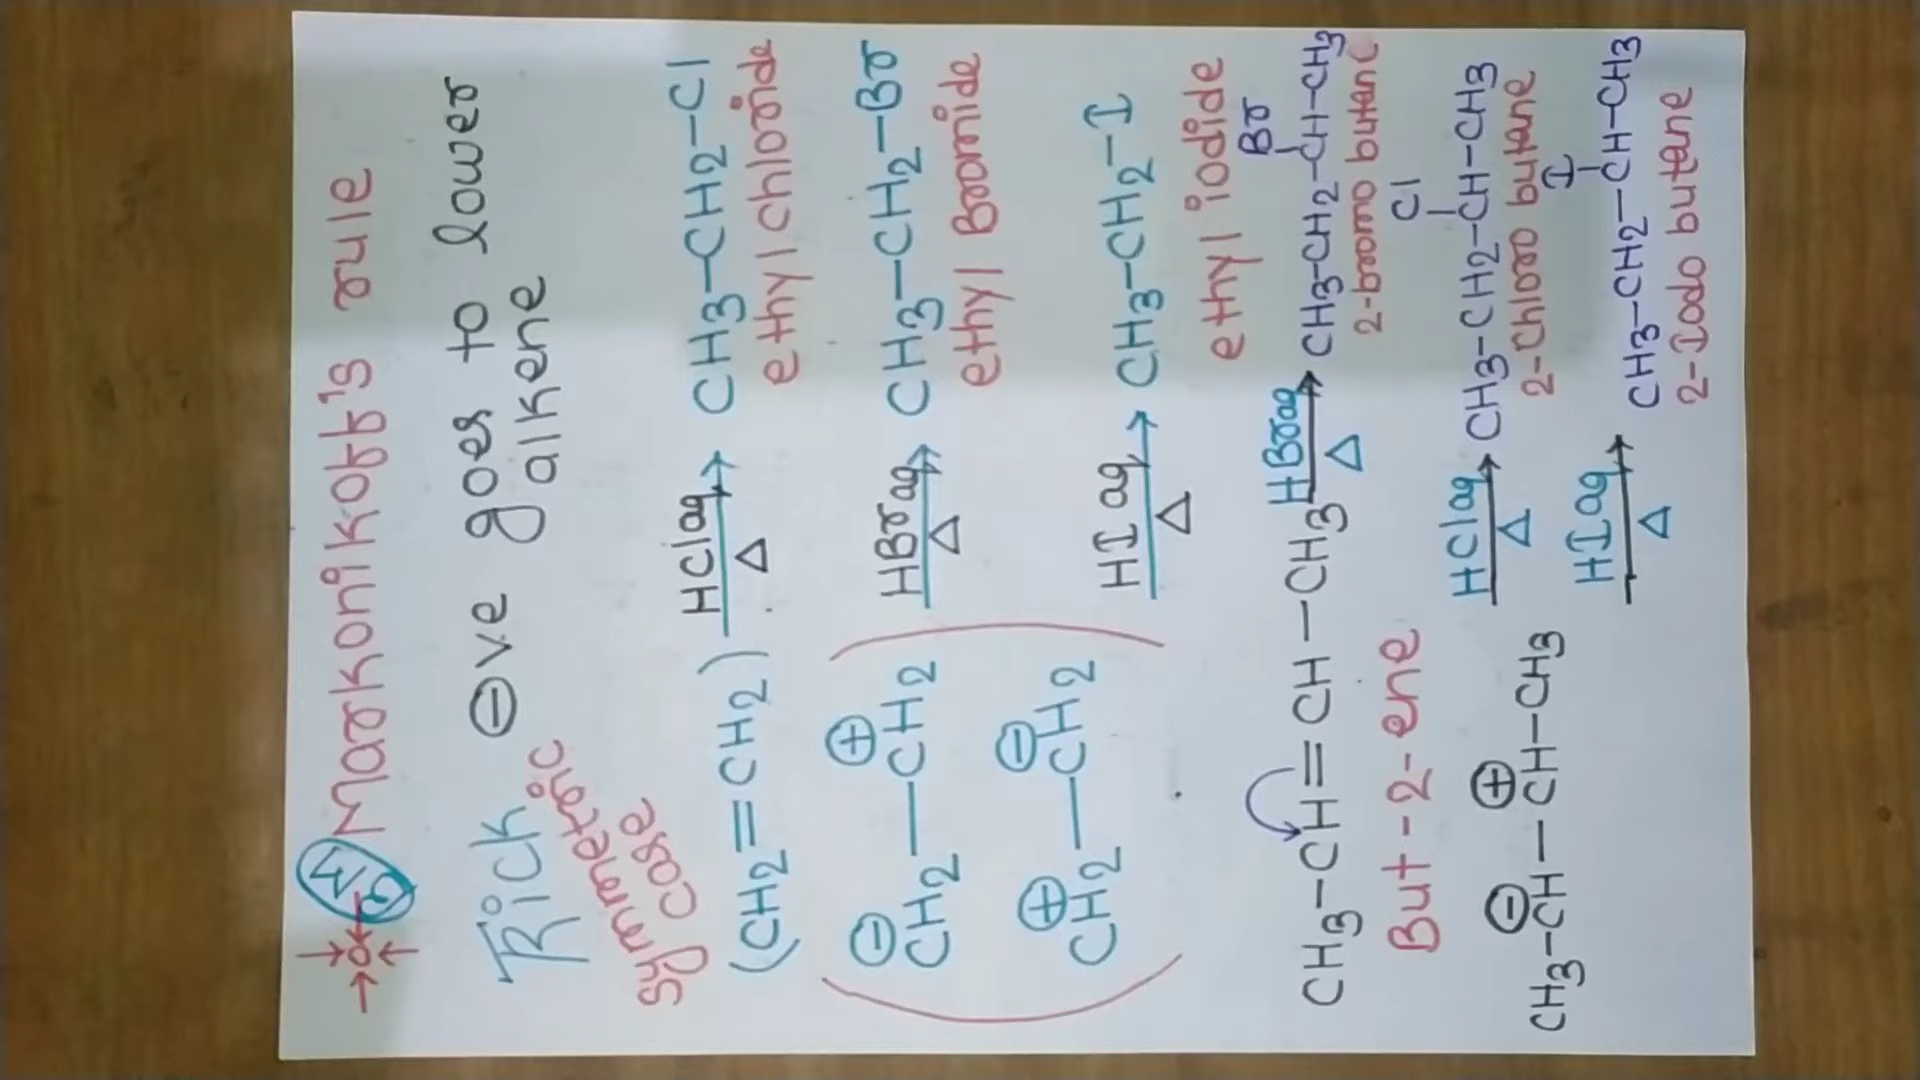 IM Markonikoff's rule
Trick ⊖ve goes to lower
alkene
symmetric
case
(CH2=CH2) HCl aq → CH3-CH2-Cl
Δ
ethyl chloride
⊖ ⊕
CH2-CH2 HBr aq → CH3-CH2-Br
Δ
ethyl Bromide
⊕ ⊖
CH2-CH2 HI aq → CH3-CH2-I
Δ
ethyl iodide
Br
CH3-CH=CH-CH3 HBr aq → CH3-CH2-CH-CH3
Δ
But-2-ene
2-bromo butane
Cl
HCl aq → CH3-CH2-CH-CH3
Δ
2-Chloro butane
⊖ ⊕
CH3-CH-CH-CH3
I
HI aq → CH3-CH2-CH-CH3
Δ
2-Iodo butane